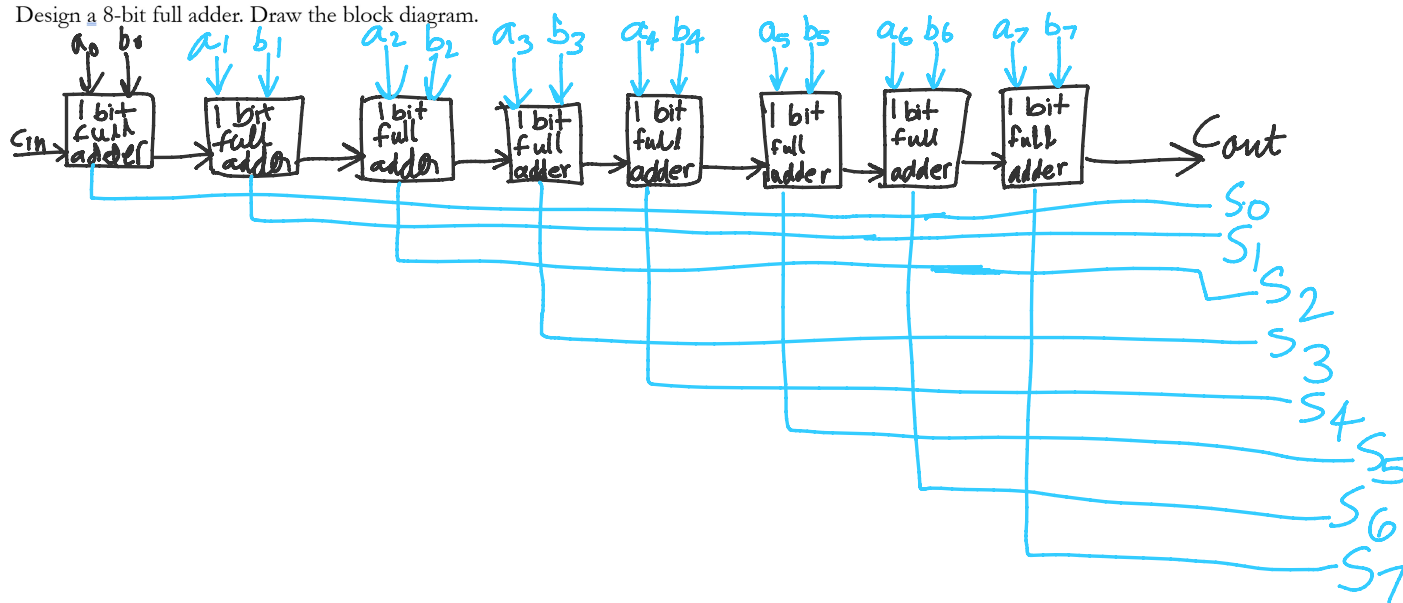 Design a 8-bit full adder. Draw the block diagram.
a0 b0 a1 b1 a2 b2 a3 b3 a4 b4 a5 b5 a6 b6 a7 b7
1 bit full adder
1 bit full adder
1 bit full adder
1 bit full adder
1 bit full adder
1 bit full adder
1 bit full adder
1 bit full adder
Cin
Cout
S0
S1
S2
S3
S4
S5
S6
S7